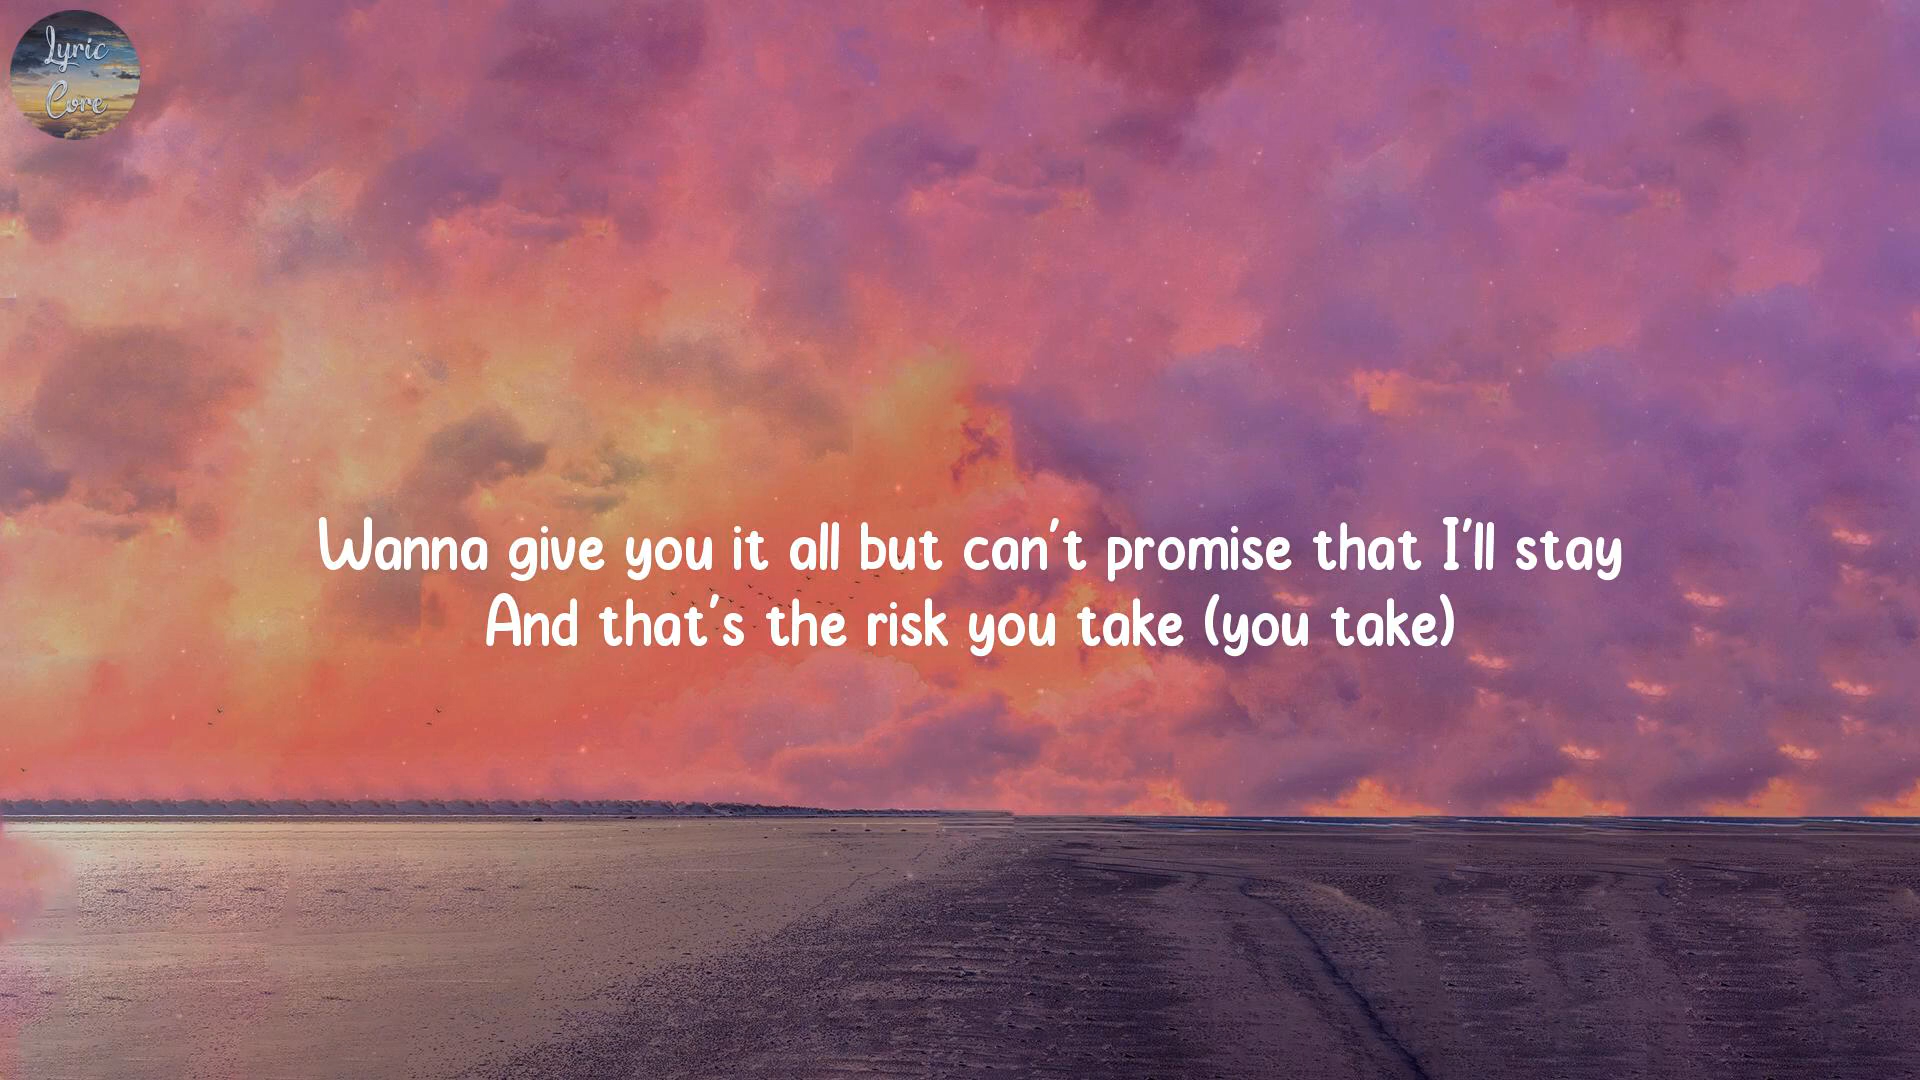 Lyric
Core
Wanna give you it all but can't promise that I'll stay
And that's the risk you take (you take)